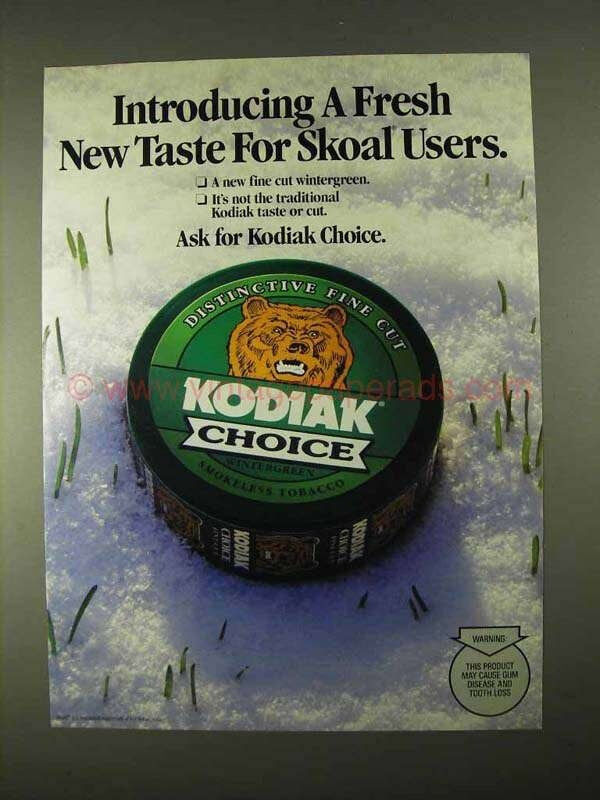 Introducing A Fresh
New Taste For Skoal Users.
❏ A new fine cut wintergreen.
❏ It's not the traditional
Kodiak taste or cut.
Ask for Kodiak Choice.
DISTINCTIVE FINE CUT
KODIAK®
CHOICE
WINTERGREEN
SMOKELESS TOBACCO
KODIAK
CHOICE
KODIAK
CHOICE
WARNING:
THIS PRODUCT
MAY CAUSE GUM
DISEASE AND
TOOTH LOSS